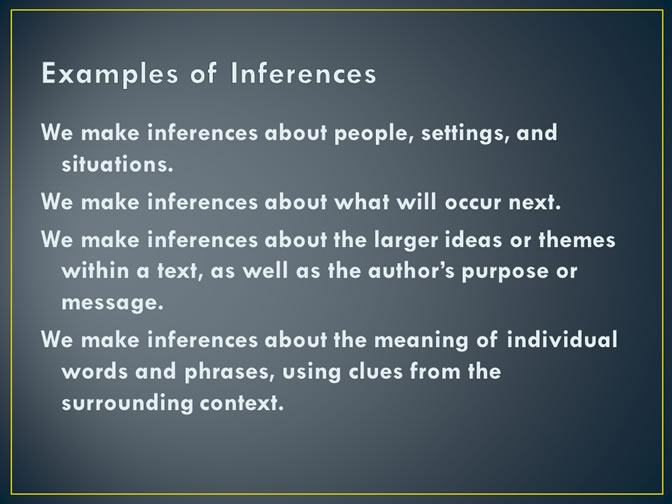 Examples of Inferences
We make inferences about people, settings, and
situations.
We make inferences about what will occur next.
We make inferences about the larger ideas or themes
within a text, as well as the author’s purpose or
message.
We make inferences about the meaning of individual
words and phrases, using clues from the
surrounding context.